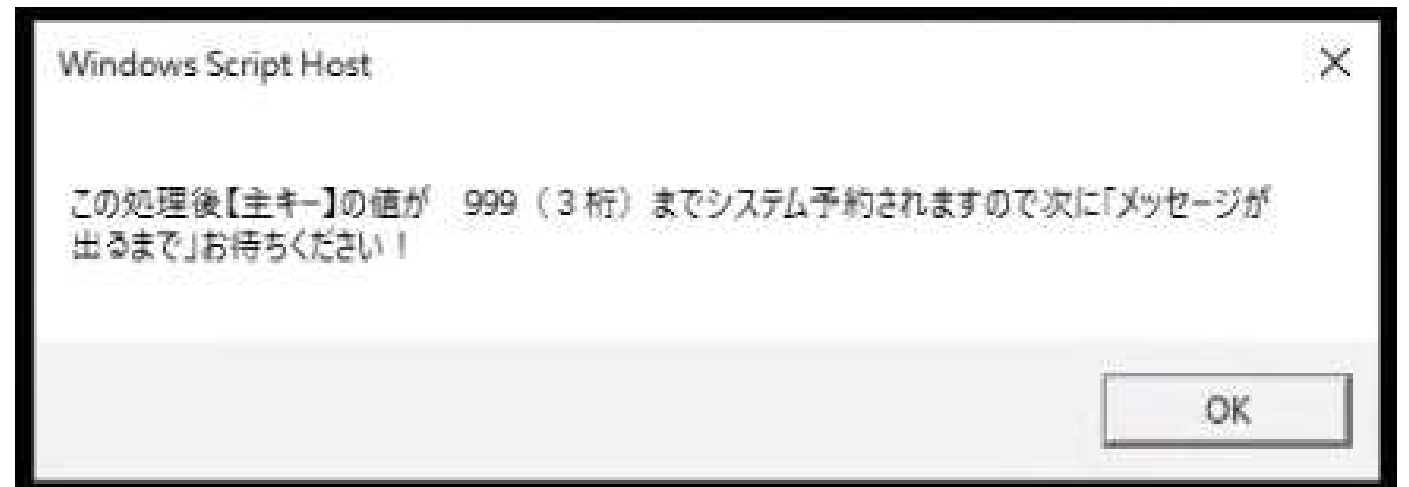 Windows Script Host
この処理後【主キー】の値が　999（３桁）までシステム予約されますので次に「メッセージが
出るまで」お待ちください！
OK